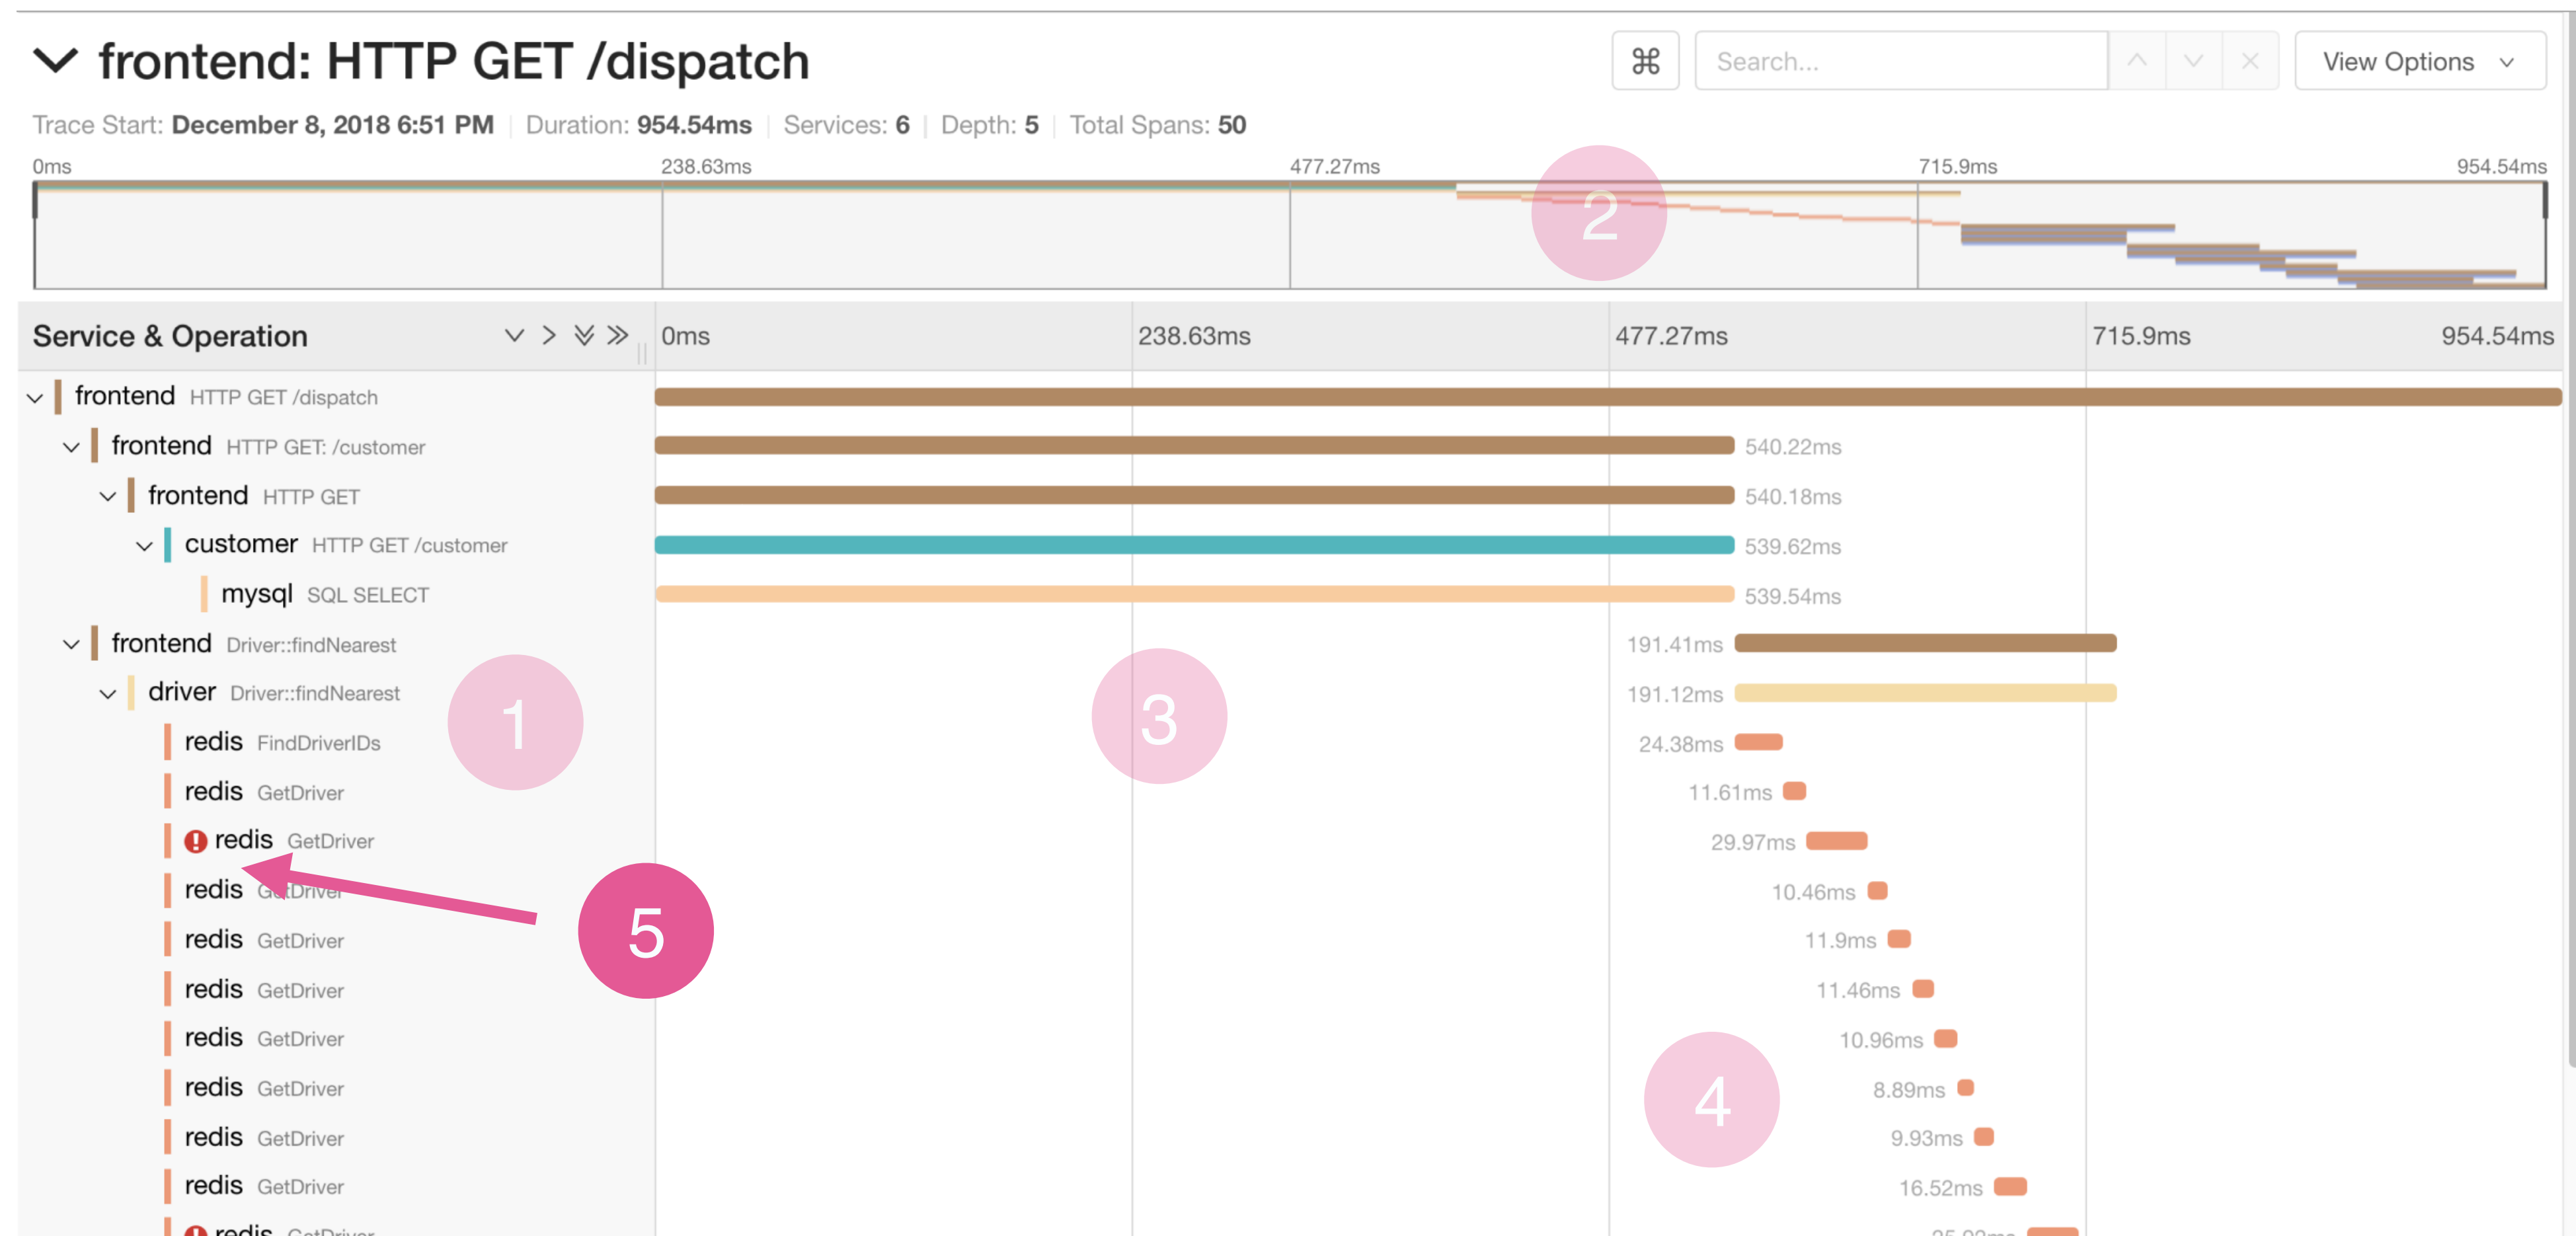 frontend: HTTP GET /dispatch
⌘ Search... View Options
Trace Start: December 8, 2018 6:51 PM Duration: 954.54ms Services: 6 Depth: 5 Total Spans: 50
0ms 238.63ms 477.27ms 715.9ms 954.54ms
2
Service & Operation 0ms 238.63ms 477.27ms 715.9ms 954.54ms
frontend HTTP GET /dispatch
frontend HTTP GET: /customer 540.22ms
frontend HTTP GET 540.18ms
customer HTTP GET /customer 539.62ms
mysql SQL SELECT 539.54ms
frontend Driver::findNearest 191.41ms
driver Driver::findNearest 191.12ms
1 3
redis FindDriverIDs 24.38ms
redis GetDriver 11.61ms
redis GetDriver 29.97ms
redis GetDriver 10.46ms
5
redis GetDriver 11.9ms
redis GetDriver 11.46ms
redis GetDriver 10.96ms
redis GetDriver 8.89ms
4
redis GetDriver 9.93ms
redis GetDriver 16.52ms
redis GetDriver